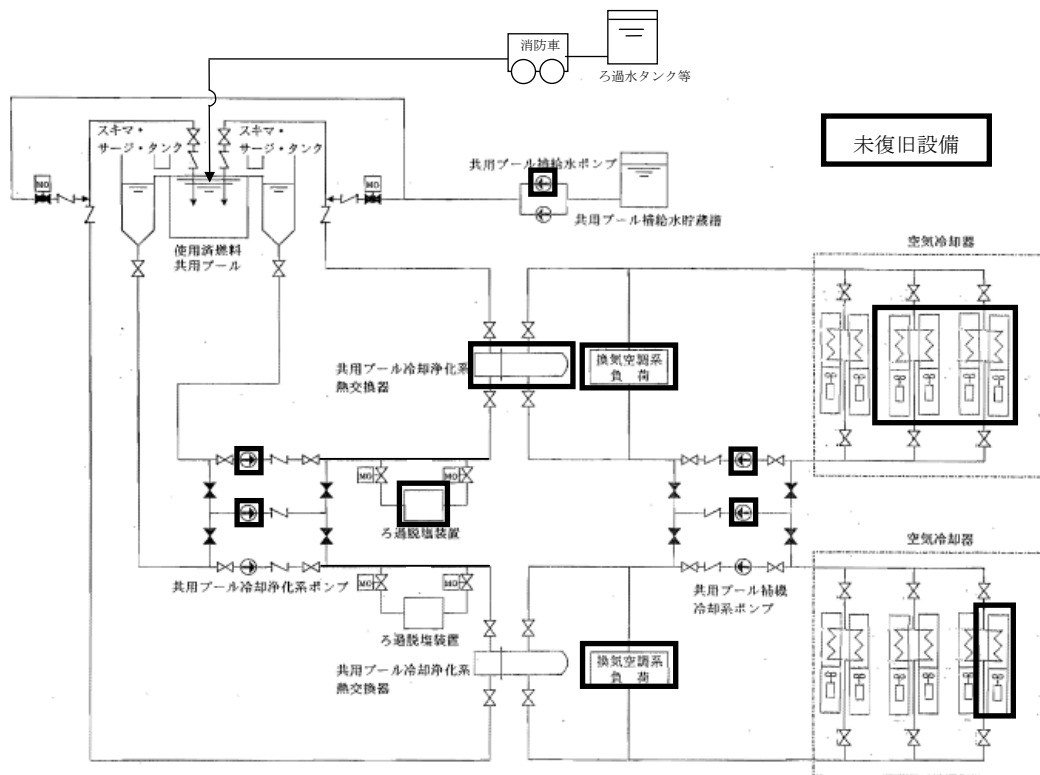 消防車
ろ過水タンク等
未復旧設備
スキマ・
サージ・タンク
スキマ・
サージ・タンク
共用プール補給水ポンプ
MO
MO
共用プール補給水貯蔵槽
使用済燃料
共用プール
空気冷却器
共用プール冷却浄化系
熱交換器
換気空調系
負荷
MO
MO
ろ過脱塩装置
空気冷却器
共用プール冷却浄化系ポンプ
MO
MO
共用プール補機
冷却系ポンプ
ろ過脱塩装置
共用プール冷却浄化系
熱交換器
換気空調系
負荷